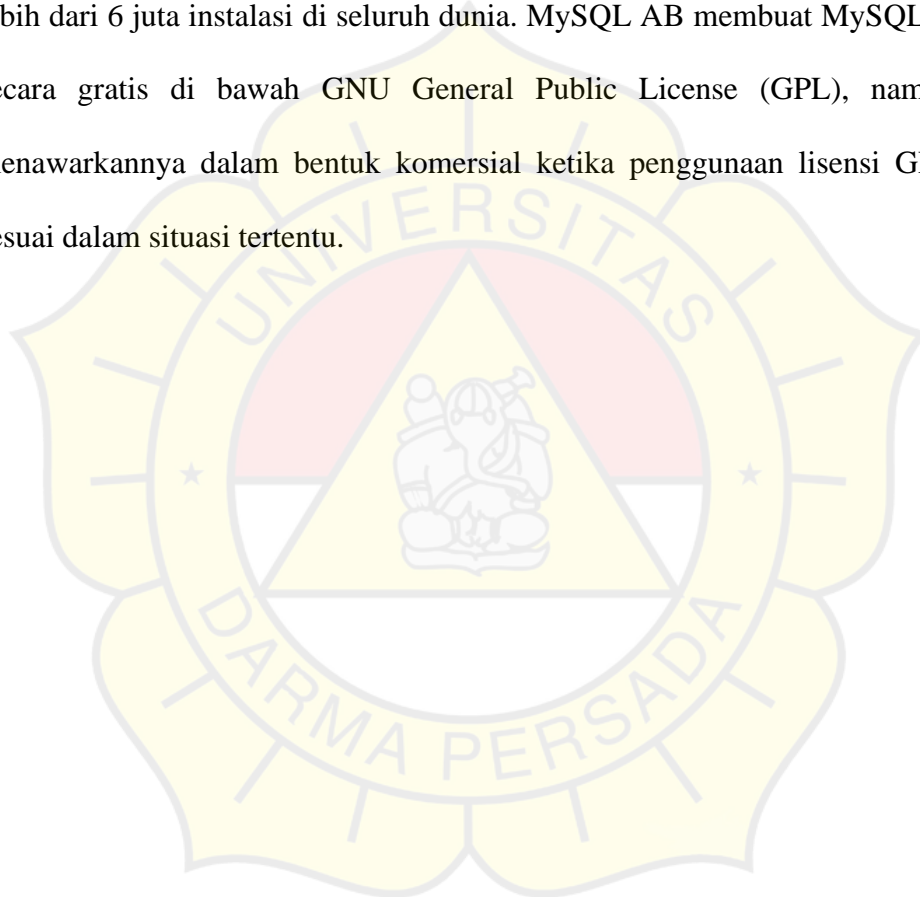 bih dari 6 juta instalasi di seluruh dunia. MySQL AB membuat MySQL
ecara gratis di bawah GNU General Public License (GPL), nam
enawarkannya dalam bentuk komersial ketika penggunaan lisensi G
esuai dalam situasi tertentu.
UNIVERSITAS
DARMA PERSADA